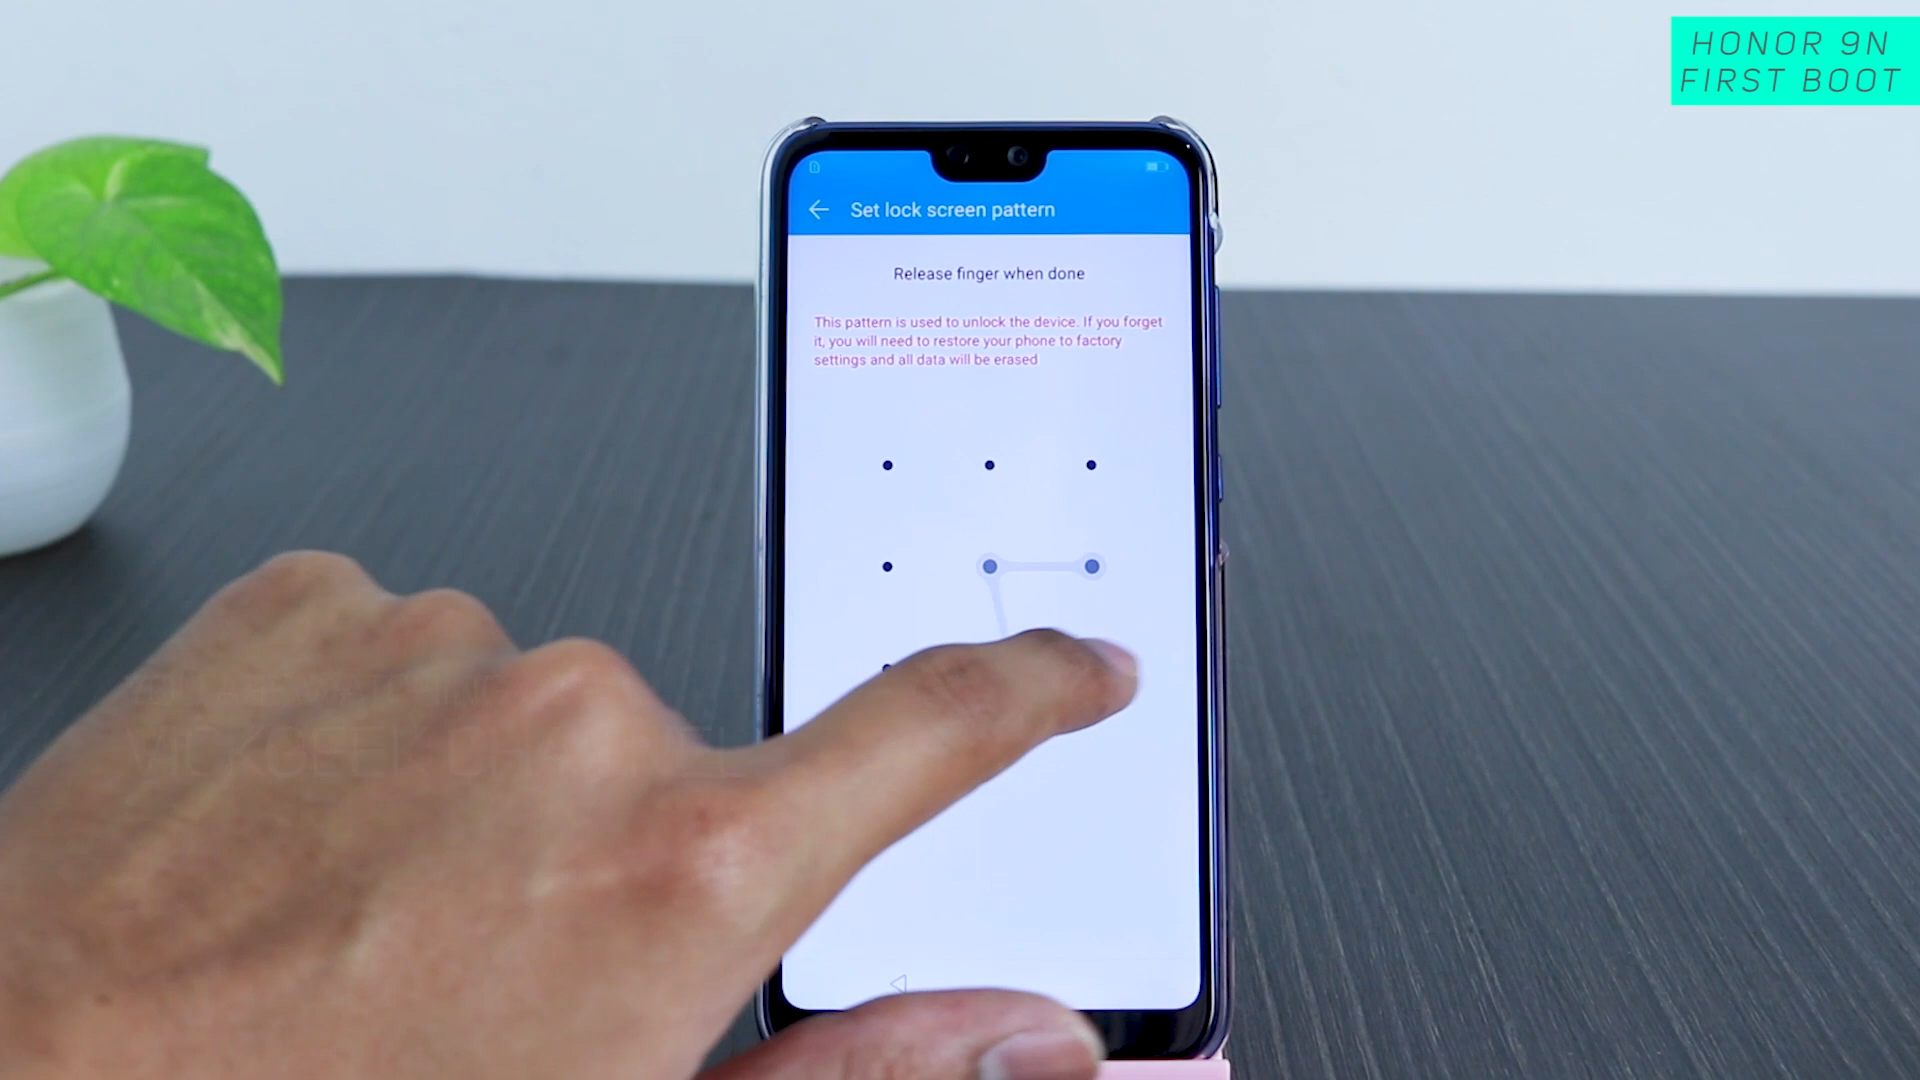 HONOR 9N
FIRST BOOT
Set lock screen pattern
Release finger when done
This pattern is used to unlock the device. If you forget
it, you will need to restore your phone to factory
settings and all data will be erased
CHANNEL